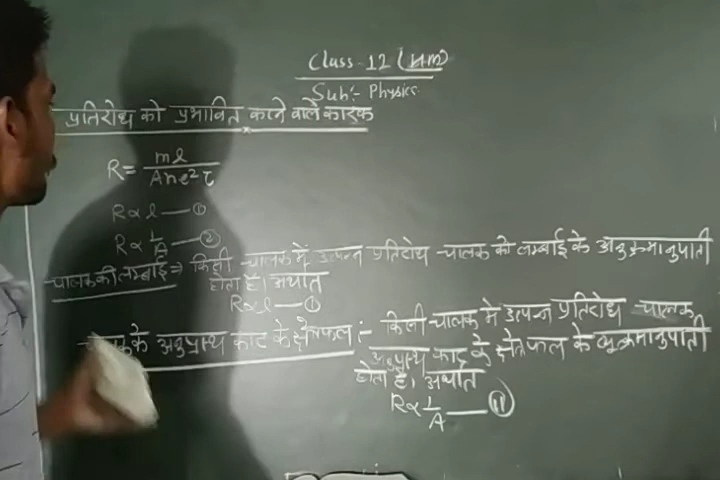 Class-12 (HM)
Sub:- Physics
प्रतिरोध को प्रभावित करने वाले कारक
R = ml / Ane²τ
R ∝ l — ①
R ∝ 1/A — ②
चालक की लम्बाई ⇒ किसी चालक में उत्पन्न प्रतिरोध चालक की लम्बाई के अनुक्रमानुपाती
होता है। अर्थात
R ∝ l — ①
के अनुप्रस्थ काट के क्षेत्रफल :- किसी चालक में उत्पन्न प्रतिरोध चालक
अनुप्रस्थ काट के क्षेत्रफल के व्युत्क्रमानुपाती
होता है, अर्थात
R ∝ 1/A — ⑪